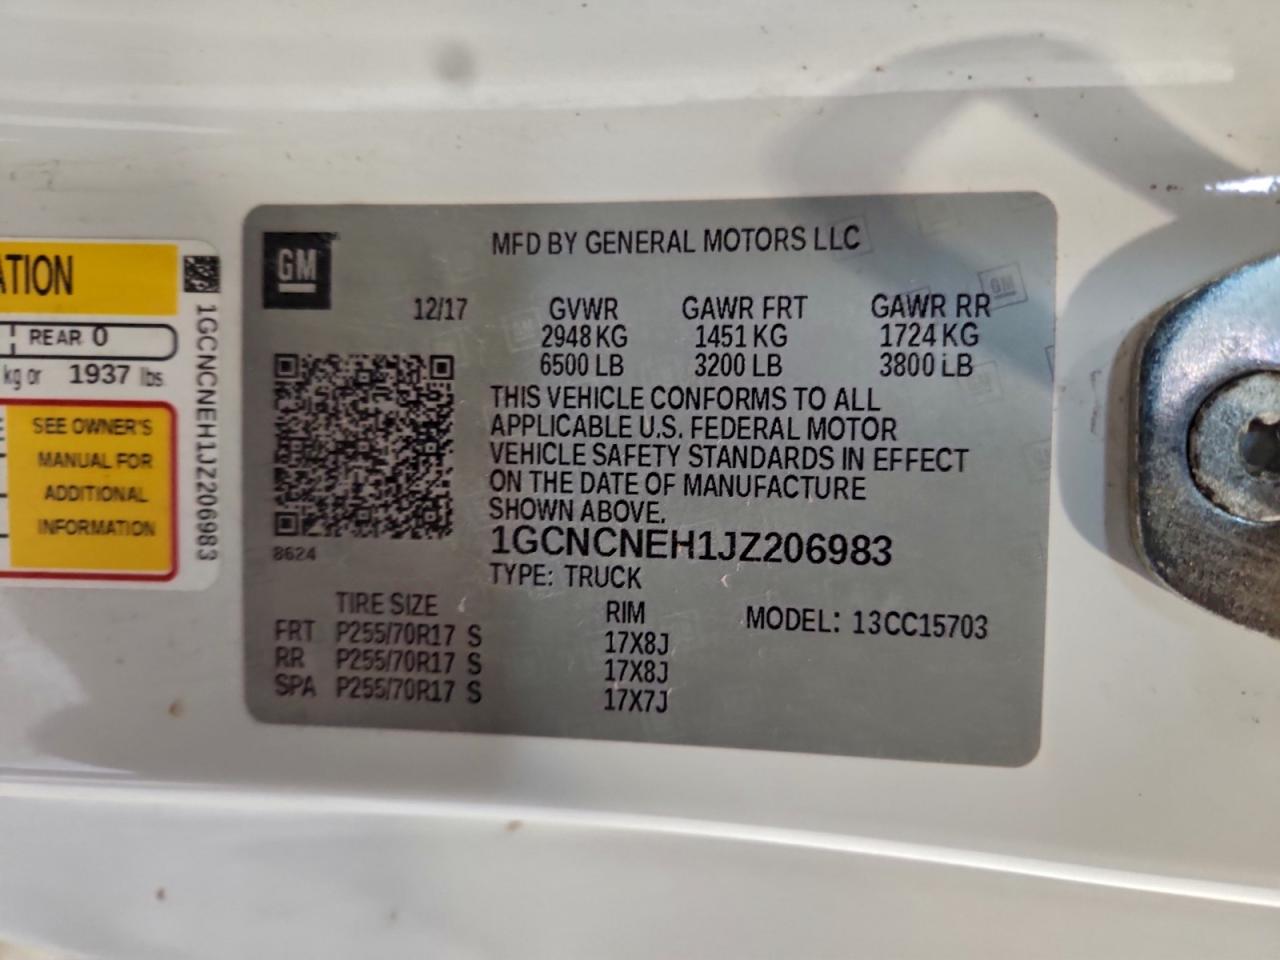 ATION
REAR 0
kg or 1937 lbs.
SEE OWNER'S
MANUAL FOR
ADDITIONAL
INFORMATION
1GCNCNEH1JZ206983
GM
MFD BY GENERAL MOTORS LLC
12/17 GVWR GAWR FRT GAWR RR
2948 KG 1451 KG 1724 KG
6500 LB 3200 LB 3800 LB
THIS VEHICLE CONFORMS TO ALL
APPLICABLE U.S. FEDERAL MOTOR
VEHICLE SAFETY STANDARDS IN EFFECT
ON THE DATE OF MANUFACTURE
SHOWN ABOVE.
1GCNCNEH1JZ206983
8624
TYPE: TRUCK
TIRE SIZE RIM MODEL: 13CC15703
FRT P255/70R17 S 17X8J
RR P255/70R17 S 17X8J
SPA P255/70R17 S 17X7J